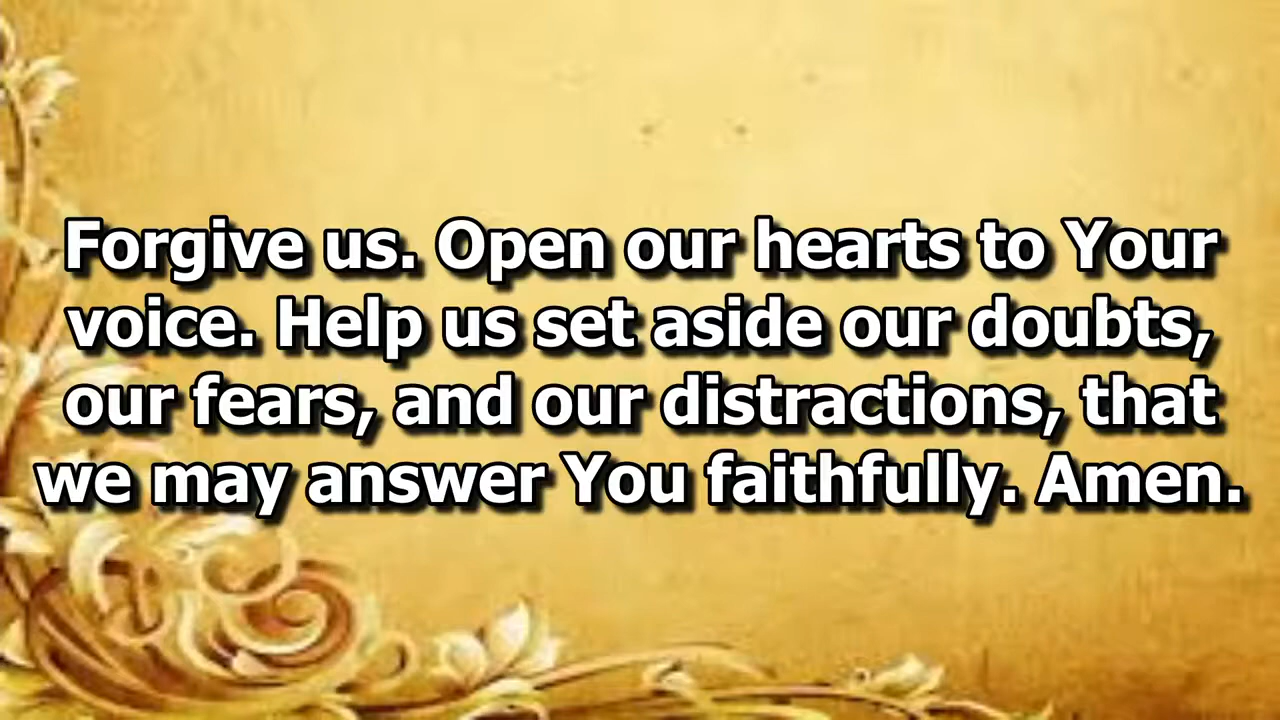 Forgive us. Open our hearts to Your
voice. Help us set aside our doubts,
our fears, and our distractions, that
we may answer You faithfully. Amen.